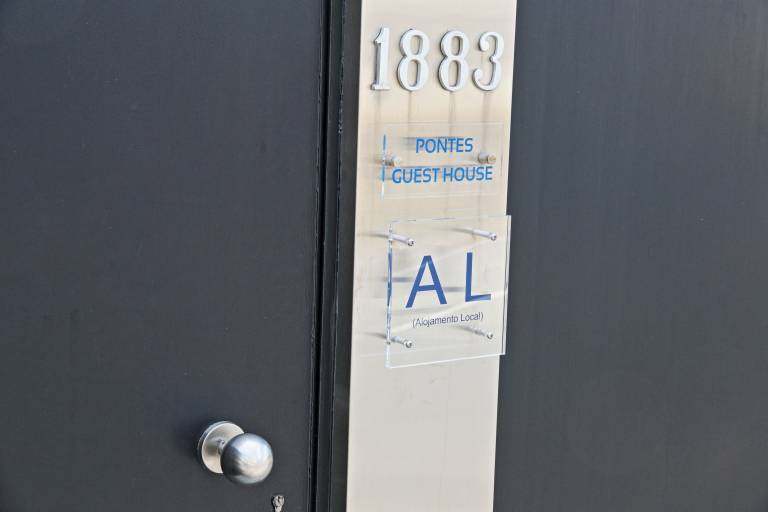 1883
PONTES
GUEST HOUSE
AL
(Alojamento Local)